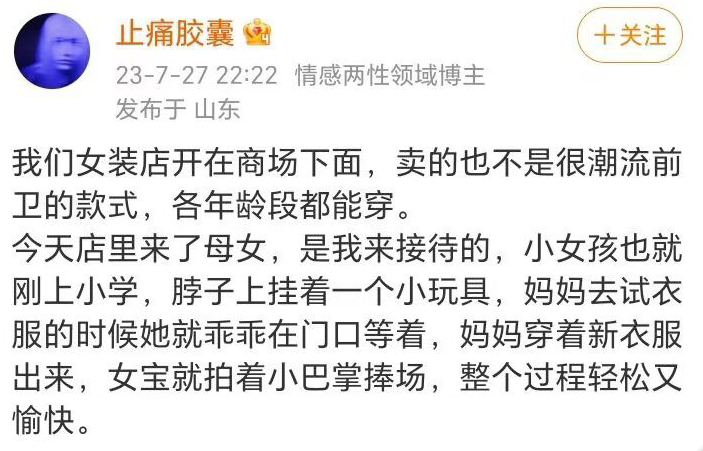 止痛胶囊
＋关注
23-7-27 22:22 情感两性领域博主
发布于 山东
我们女装店开在商场下面，卖的也不是很潮流前
卫的款式，各年龄段都能穿。
今天店里来了母女，是我来接待的，小女孩也就
刚上小学，脖子上挂着一个小玩具，妈妈去试衣
服的时候她就乖乖在门口等着，妈妈穿着新衣服
出来，女宝就拍着小巴掌捧场，整个过程轻松又
愉快。